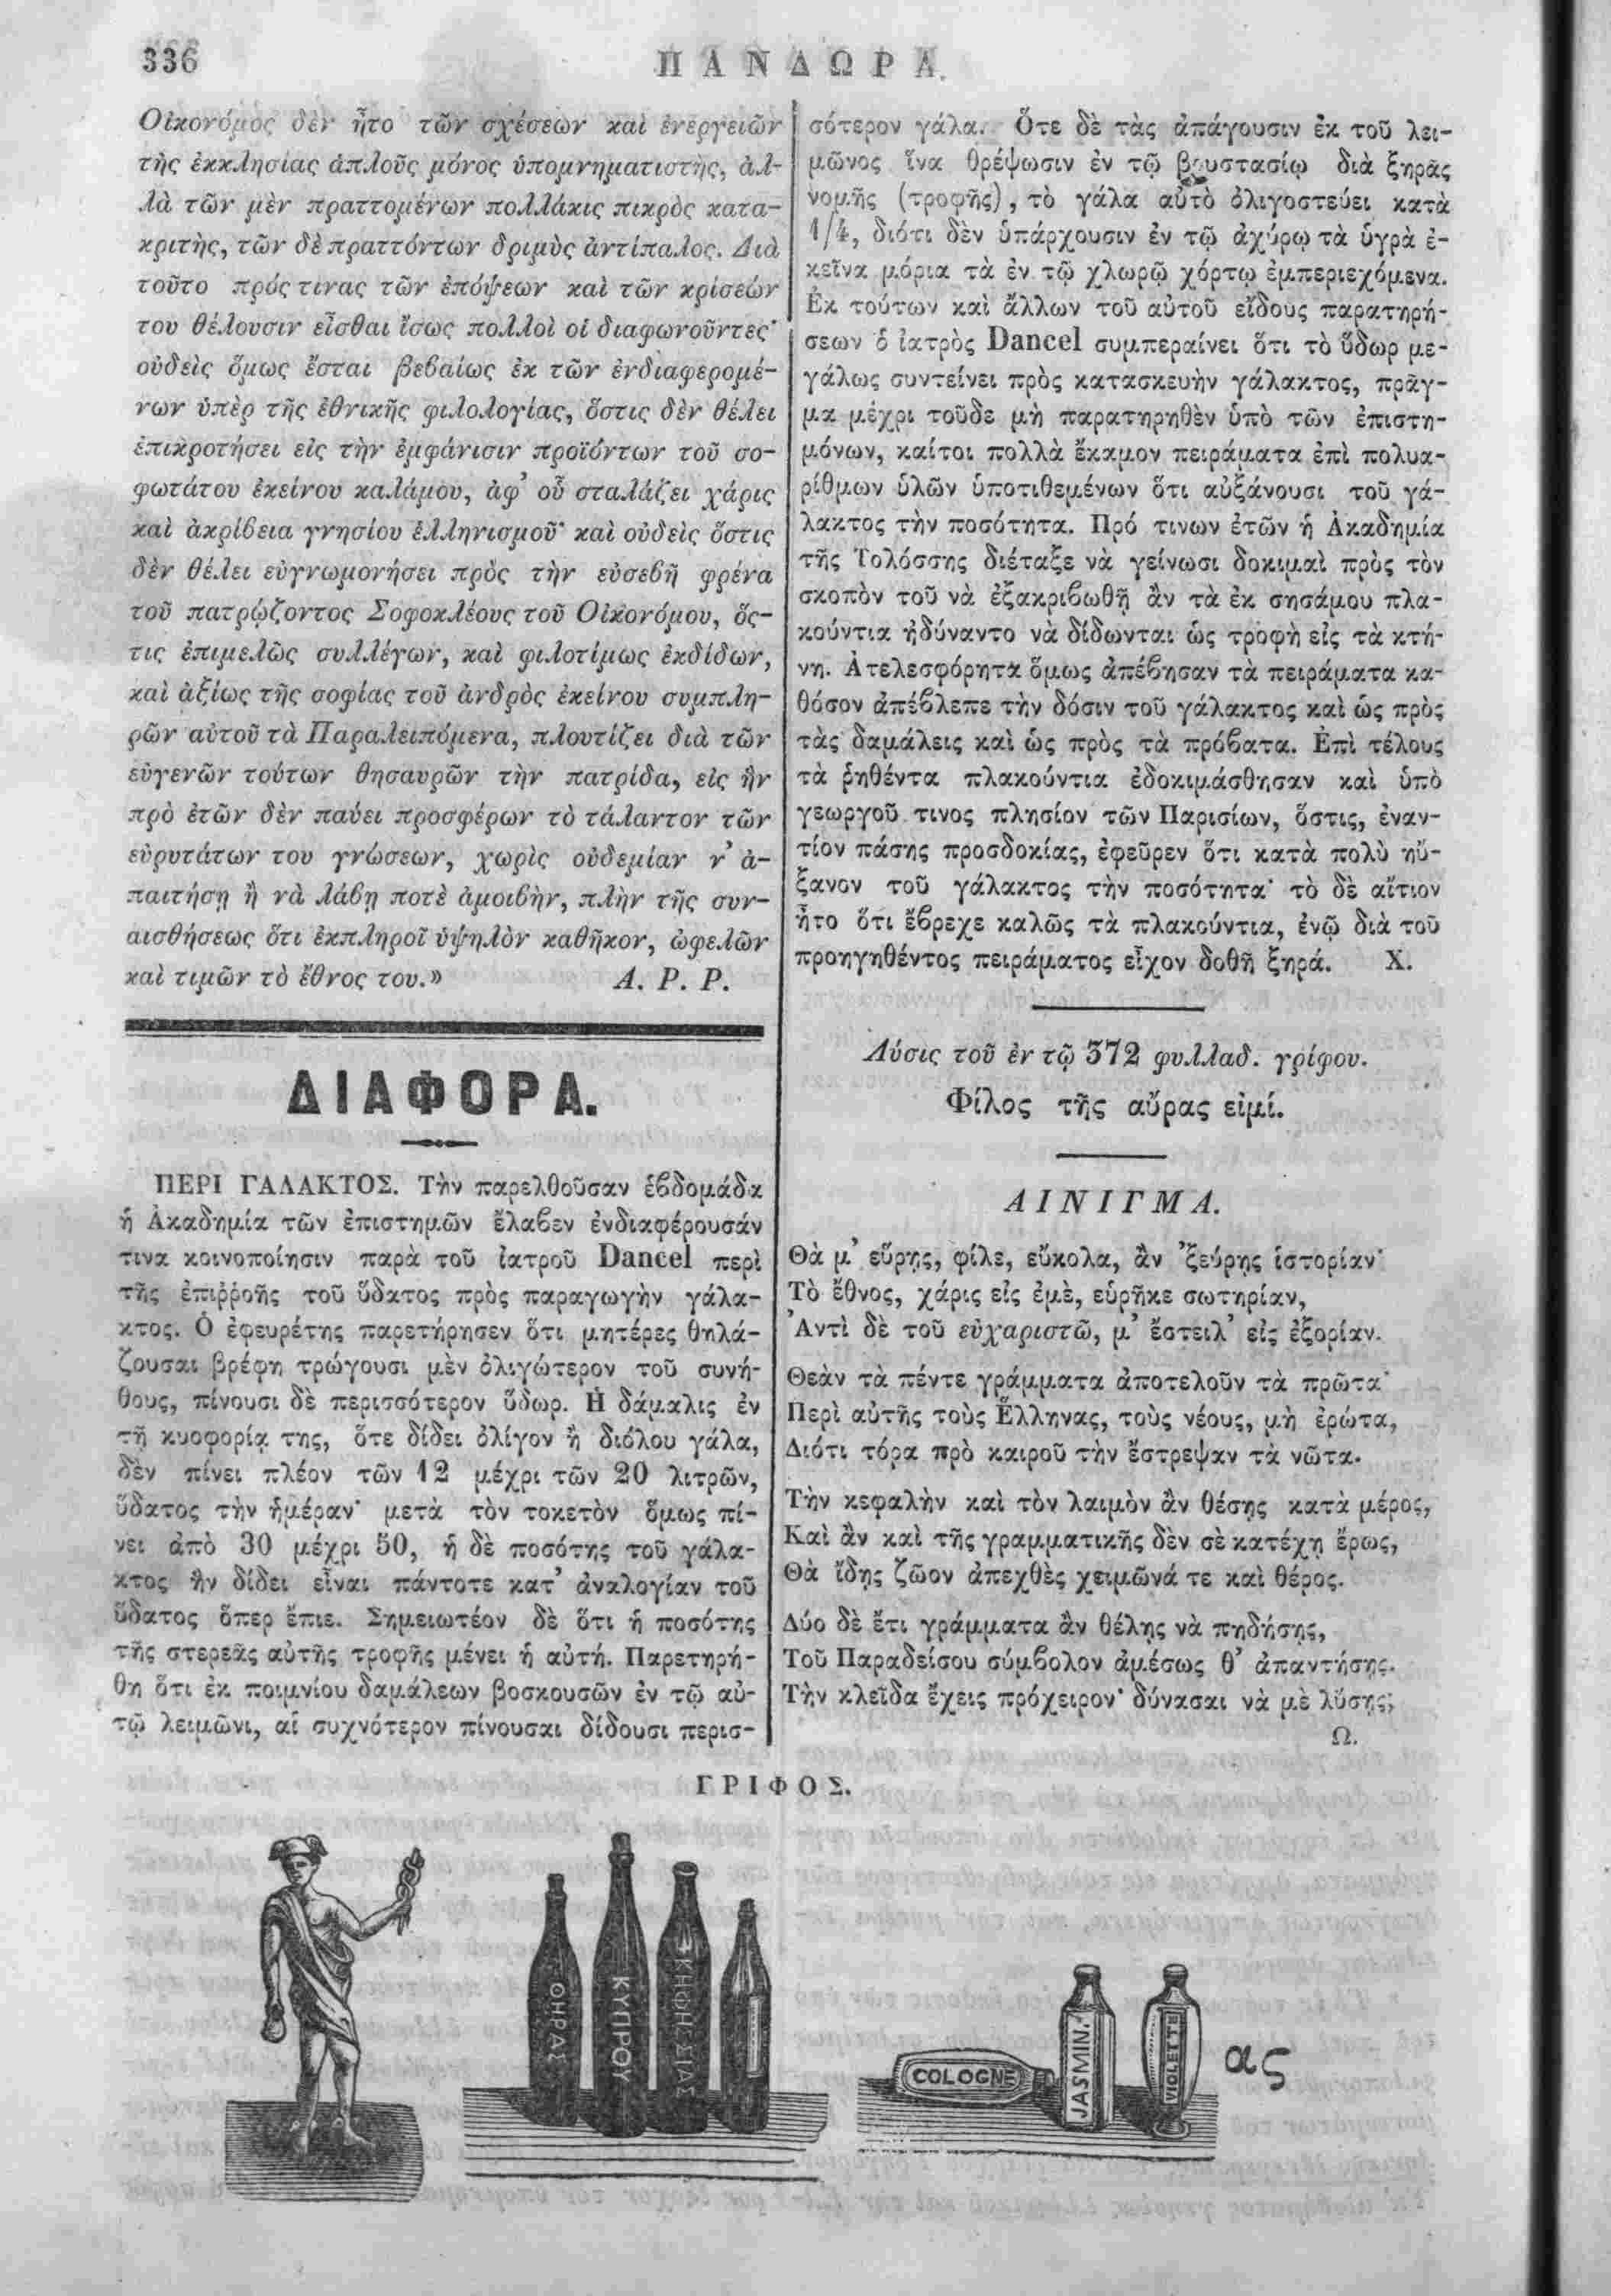 336
ΠΑΝΔΩΡΑ.
Οἰκονόμος δὲν ἦτο τῶν σχέσεων καὶ ἐνεργειῶν
τῆς ἐκκλησίας ἁπλοῦς μόνος ὑπομνηματιστὴς, ἀλ-
λὰ τῶν μὲν πραττομένων πολλάκις πικρὸς κατα-
κριτὴς, τῶν δὲ πραττόντων δριμὺς ἀντίπαλος. Διὰ
τοῦτο πρός τινας τῶν ἐπόψεων καὶ τῶν κρίσεών
του θέλουσιν εἶσθαι ἴσως πολλοὶ οἱ διαφωνοῦντες·
οὐδεὶς ὅμως ἔσται βεβαίως ἐκ τῶν ἐνδιαφερομέ-
νων ὑπὲρ τῆς ἐθνικῆς φιλολογίας, ὅστις δὲν θέλει
ἐπικροτήσει εἰς τὴν ἐμφάνισιν προϊόντων τοῦ σο-
φωτάτου ἐκείνου καλάμου, ἀφ' οὗ σταλάζει χάρις
καὶ ἀκρίβεια γνησίου ἑλληνισμοῦ· καὶ οὐδεὶς ὅστις
δὲν θέλει εὐγνωμονήσει πρὸς τὴν εὐσεβῆ φρένα
τοῦ πατρῴζοντος Σοφοκλέους τοῦ Οἰκονόμου, ὅς-
τις ἐπιμελῶς συλλέγων, καὶ φιλοτίμως ἐκδίδων,
καὶ ἀξίως τῆς σοφίας τοῦ ἀνδρὸς ἐκείνου συμπλη-
ρῶν αὐτοῦ τὰ Παραλειπόμενα, πλουτίζει διὰ τῶν
εὐγενῶν τούτων θησαυρῶν τὴν πατρίδα, εἰς ἣν
πρὸ ἐτῶν δὲν παύει προσφέρων τὸ τάλαντον τῶν
εὐρυτάτων του γνώσεων, χωρὶς οὐδεμίαν ν' ἀ-
παιτήσῃ ἢ νὰ λάβῃ ποτὲ ἀμοιβὴν, πλὴν τῆς συν-
αισθήσεως ὅτι ἐκπληροῖ ὑψηλὸν καθῆκον, ὠφελῶν
καὶ τιμῶν τὸ ἔθνος του.» Α. Ρ. Ρ.
ΔΙΑΦΟΡΑ.
ΠΕΡΙ ΓΑΛΑΚΤΟΣ. Τὴν παρελθοῦσαν ἑβδομάδα
ἡ Ἀκαδημία τῶν ἐπιστημῶν ἔλαβεν ἐνδιαφέρουσάν
τινα κοινοποίησιν παρὰ τοῦ ἰατροῦ Dancel περὶ
τῆς ἐπιῤῥοῆς τοῦ ὕδατος πρὸς παραγωγὴν γάλα-
κτος. Ὁ ἐφευρέτης παρετήρησεν ὅτι μητέρες θηλά-
ζουσαι βρέφη τρώγουσι μὲν ὀλιγώτερον τοῦ συνή-
θους, πίνουσι δὲ περισσότερον ὕδωρ. Ἡ δάμαλις ἐν
τῇ κυοφορίᾳ της, ὅτε δίδει ὀλίγον ἢ διόλου γάλα,
δὲν πίνει πλέον τῶν 12 μέχρι τῶν 20 λιτρῶν,
ὕδατος τὴν ἡμέραν· μετὰ τὸν τοκετὸν ὅμως πί-
νει ἀπὸ 30 μέχρι 50, ἡ δὲ ποσότης τοῦ γάλα-
κτος ἣν δίδει εἶναι πάντοτε κατ' ἀναλογίαν τοῦ
ὕδατος ὅπερ ἔπιε. Σημειωτέον δὲ ὅτι ἡ ποσότης
τῆς στερεᾶς αὐτῆς τροφῆς μένει ἡ αὐτή. Παρετηρή-
θη ὅτι ἐκ ποιμνίου δαμάλεων βοσκουσῶν ἐν τῷ αὐ-
τῷ λειμῶνι, αἱ συχνότερον πίνουσαι δίδουσι περισ-
σότερον γάλα. Ὅτε δὲ τὰς ἀπάγουσιν ἐκ τοῦ λει-
μῶνος ἵνα θρέψωσιν ἐν τῷ βουστασίῳ διὰ ξηρᾶς
νομῆς (τροφῆς), τὸ γάλα αὐτὸ ὀλιγοστεύει κατὰ
1/4, διότι δὲν ὑπάρχουσιν ἐν τῷ ἀχύρῳ τὰ ὑγρὰ ἐ-
κεῖνα μόρια τὰ ἐν τῷ χλωρῷ χόρτῳ ἐμπεριεχόμενα.
Ἐκ τούτων καὶ ἄλλων τοῦ αὐτοῦ εἴδους παρατηρή-
σεων ὁ ἰατρὸς Dancel συμπεραίνει ὅτι τὸ ὕδωρ με-
γάλως συντείνει πρὸς κατασκευὴν γάλακτος, πρᾶγ-
μα μέχρι τοῦδε μὴ παρατηρηθὲν ὑπὸ τῶν ἐπιστη-
μόνων, καίτοι πολλὰ ἔκαμον πειράματα ἐπὶ πολυα-
ρίθμων ὑλῶν ὑποτιθεμένων ὅτι αὐξάνουσι τοῦ γά-
λακτος τὴν ποσότητα. Πρό τινων ἐτῶν ἡ Ἀκαδημία
τῆς Τολόσσης διέταξε νὰ γείνωσι δοκιμαὶ πρὸς τὸν
σκοπὸν τοῦ νὰ ἐξακριβωθῇ ἂν τὰ ἐκ σησάμου πλα-
κούντια ἠδύναντο νὰ δίδωνται ὡς τροφὴ εἰς τὰ κτή-
νη. Ἀτελεσφόρητα ὅμως ἀπέβησαν τὰ πειράματα κα-
θόσον ἀπέβλεπε τὴν δόσιν τοῦ γάλακτος καὶ ὡς πρὸς
τὰς δαμάλεις καὶ ὡς πρὸς τὰ πρόβατα. Ἐπὶ τέλους
τὰ ῥηθέντα πλακούντια ἐδοκιμάσθησαν καὶ ὑπὸ
γεωργοῦ τινος πλησίον τῶν Παρισίων, ὅστις, ἐναν-
τίον πάσης προσδοκίας, ἐφεῦρεν ὅτι κατὰ πολὺ ηὔ-
ξανον τοῦ γάλακτος τὴν ποσότητα· τὸ δὲ αἴτιον
ἦτο ὅτι ἔβρεχε καλῶς τὰ πλακούντια, ἐνῷ διὰ τοῦ
προηγηθέντος πειράματος εἶχον δοθῆ ξηρά. Χ.
Λύσις τοῦ ἐν τῷ 372 φυλλαδ. γρίφου.
Φίλος τῆς αὔρας εἰμί.
ΑΙΝΙΓΜΑ.
Θὰ μ' εὕρῃς, φίλε, εὔκολα, ἂν 'ξεύρῃς ἱστορίαν·
Τὸ ἔθνος, χάρις εἰς ἐμὲ, εὑρῆκε σωτηρίαν,
Ἀντὶ δὲ τοῦ εὐχαριστῶ, μ' ἔστειλ' εἰς ἐξορίαν.
Θεὰν τὰ πέντε γράμματα ἀποτελοῦν τὰ πρῶτα·
Περὶ αὐτῆς τοὺς Ἕλληνας, τοὺς νέους, μὴ ἐρώτα,
Διότι τόρα πρὸ καιροῦ τὴν ἔστρεψαν τὰ νῶτα.
Τὴν κεφαλὴν καὶ τὸν λαιμὸν ἂν θέσῃς κατὰ μέρος,
Καὶ ἂν καὶ τῆς γραμματικῆς δὲν σὲ κατέχῃ ἔρως,
Θὰ ἴδῃς ζῶον ἀπεχθὲς χειμῶνά τε καὶ θέρος.
Δύο δὲ ἔτι γράμματα ἂν θέλῃς νὰ πηδήσῃς,
Τοῦ Παραδείσου σύμβολον ἀμέσως θ' ἀπαντήσῃς.
Τὴν κλεῖδα ἔχεις πρόχειρον· δύνασαι νὰ μὲ λύσῃς;
Ω.
ΓΡΙΦΟΣ.
ΘΗΡΑΣ
ΚΥΠΡΟΥ
ΚΗΦΗΣΣΙΑΣ
COLOGNE
JASMIN.
VIOLETTE
ας